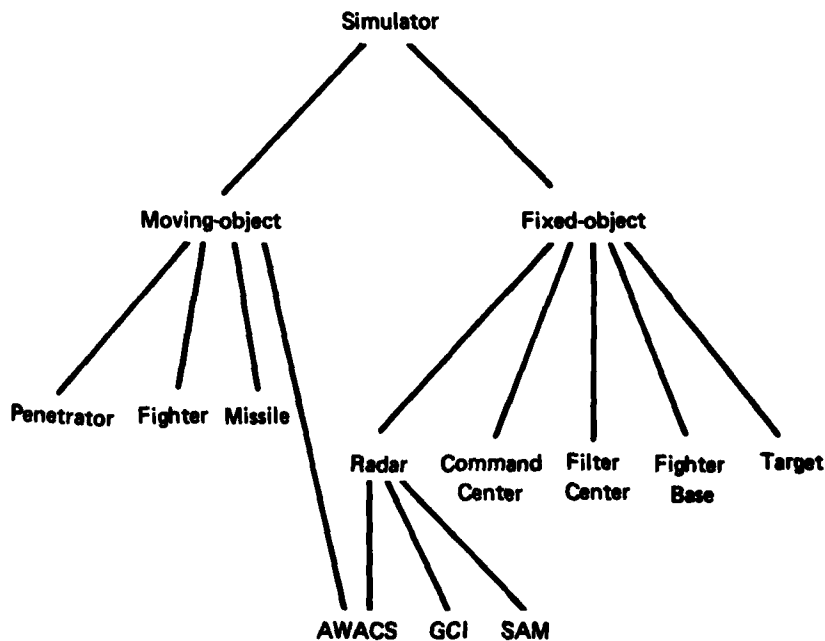 Simulator
Moving-object
Fixed-object
Penetrator
Fighter
Missile
Radar
Command
Center
Filter
Center
Fighter
Base
Target
AWACS
GCI
SAM